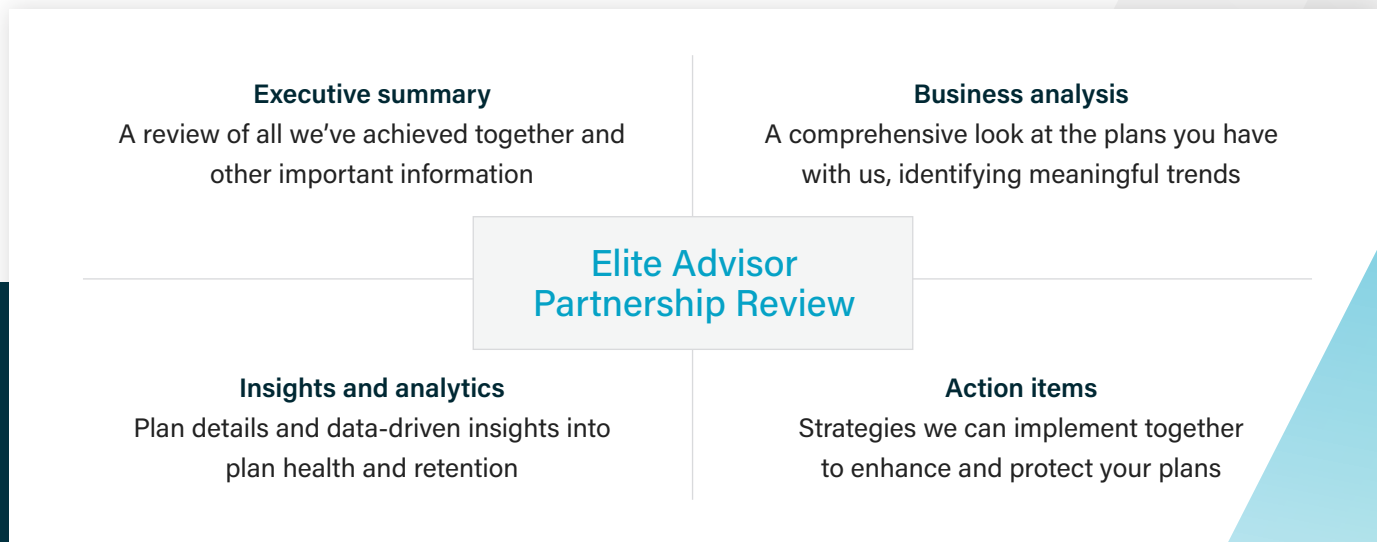 Executive summary
A review of all we've achieved together and
other important information
Business analysis
A comprehensive look at the plans you have
with us, identifying meaningful trends
Elite Advisor
Partnership Review
Insights and analytics
Plan details and data-driven insights into
plan health and retention
Action items
Strategies we can implement together
to enhance and protect your plans